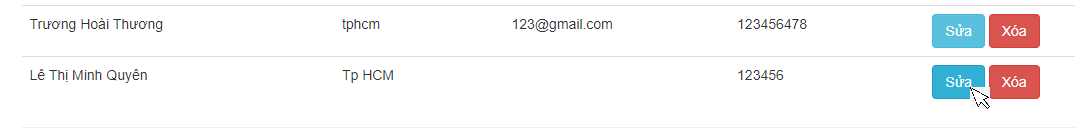 Trương Hoài Thương tphcm 123@gmail.com 123456478 Sửa Xóa
Lê Thị Minh Quyên Tp HCM 123456 Sửa Xóa